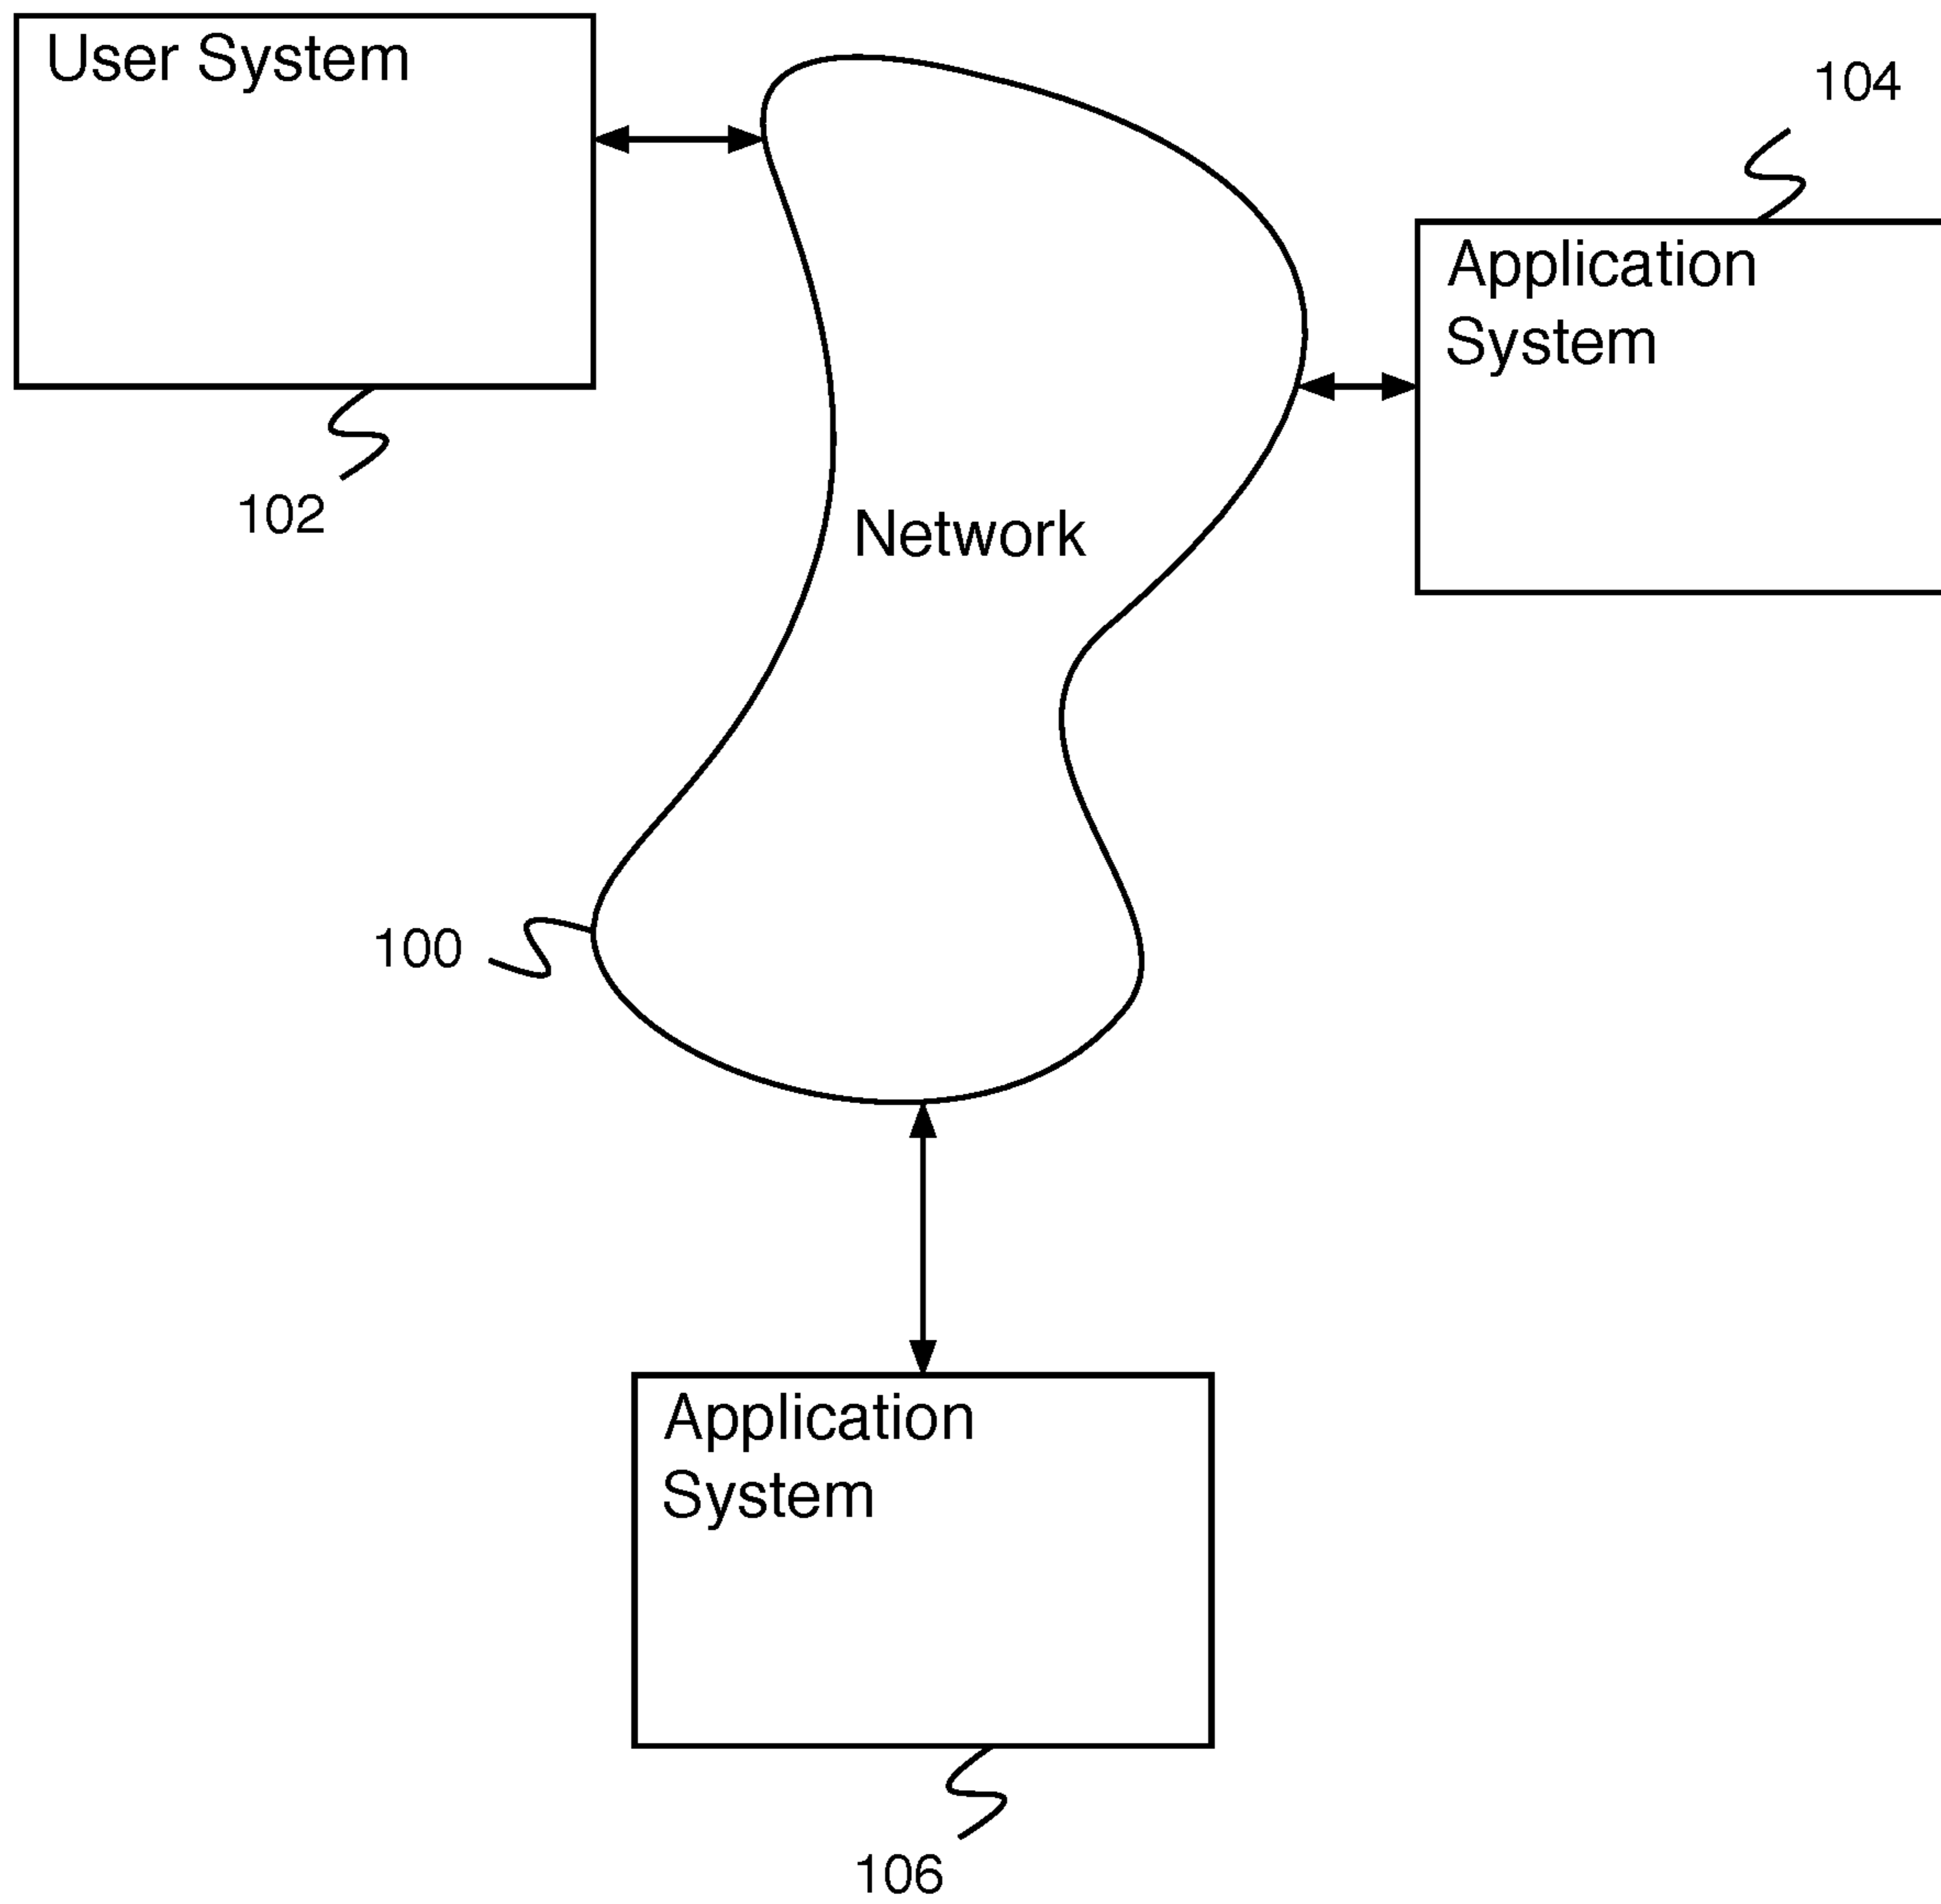 User System
104
Application
System
102
Network
100
Application
System
106